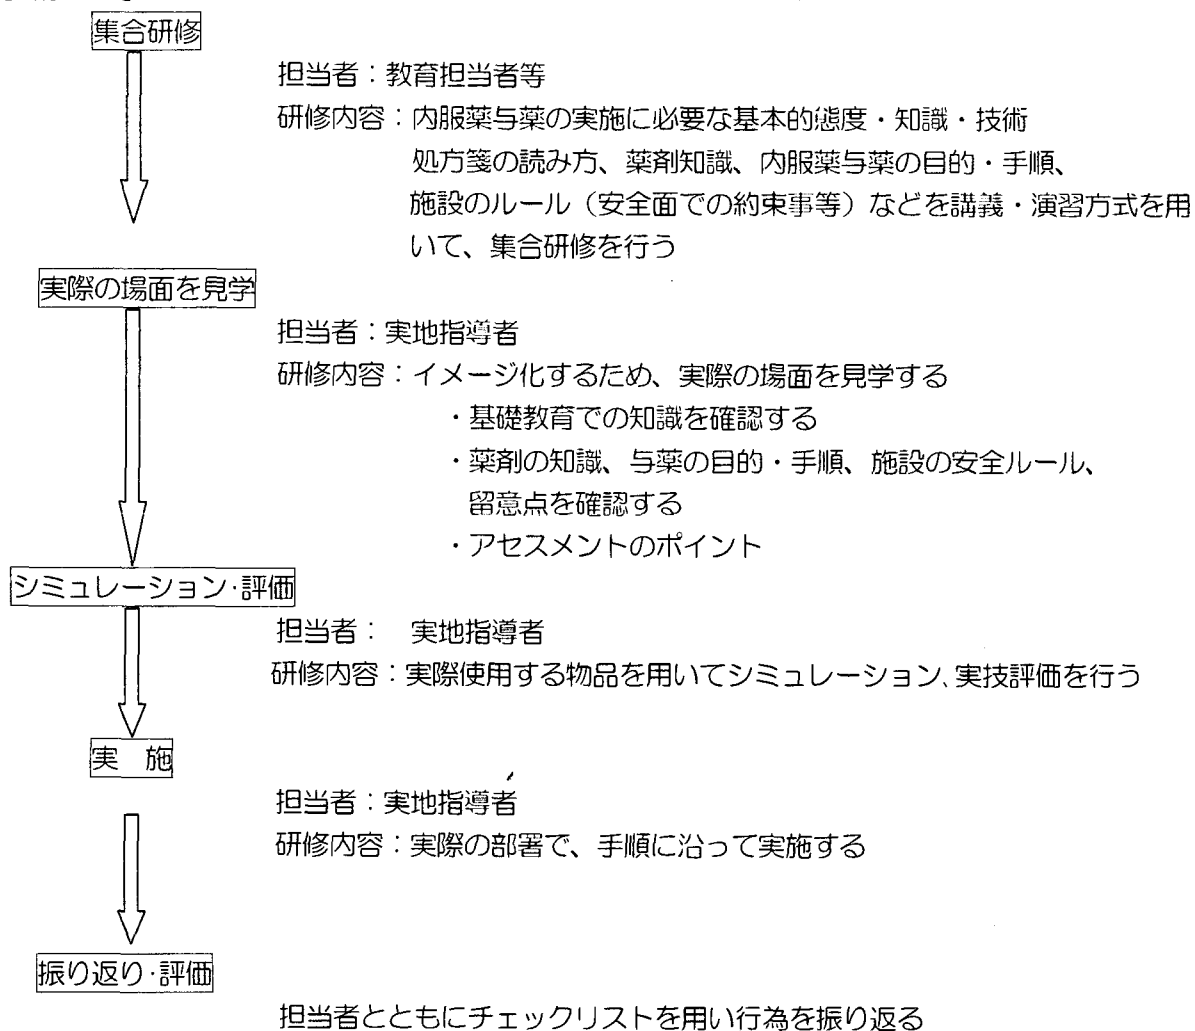 集合研修
担当者：教育担当者等
研修内容：内服薬与薬の実施に必要な基本的態度・知識・技術
処方箋の読み方、薬剤知識、内服薬与薬の目的・手順、
施設のルール（安全面での約束事等）などを講義・演習方式を用
いて、集合研修を行う
実際の場面を見学
担当者：実地指導者
研修内容：イメージ化するため、実際の場面を見学する
・基礎教育での知識を確認する
・薬剤の知識、与薬の目的・手順、施設の安全ルール、
留意点を確認する
・アセスメントのポイント
シミュレーション・評価
担当者：　実地指導者
研修内容：実際使用する物品を用いてシミュレーション、実技評価を行う
実　施
担当者：実地指導者
研修内容：実際の部署で、手順に沿って実施する
振り返り・評価
担当者とともにチェックリストを用い行為を振り返る